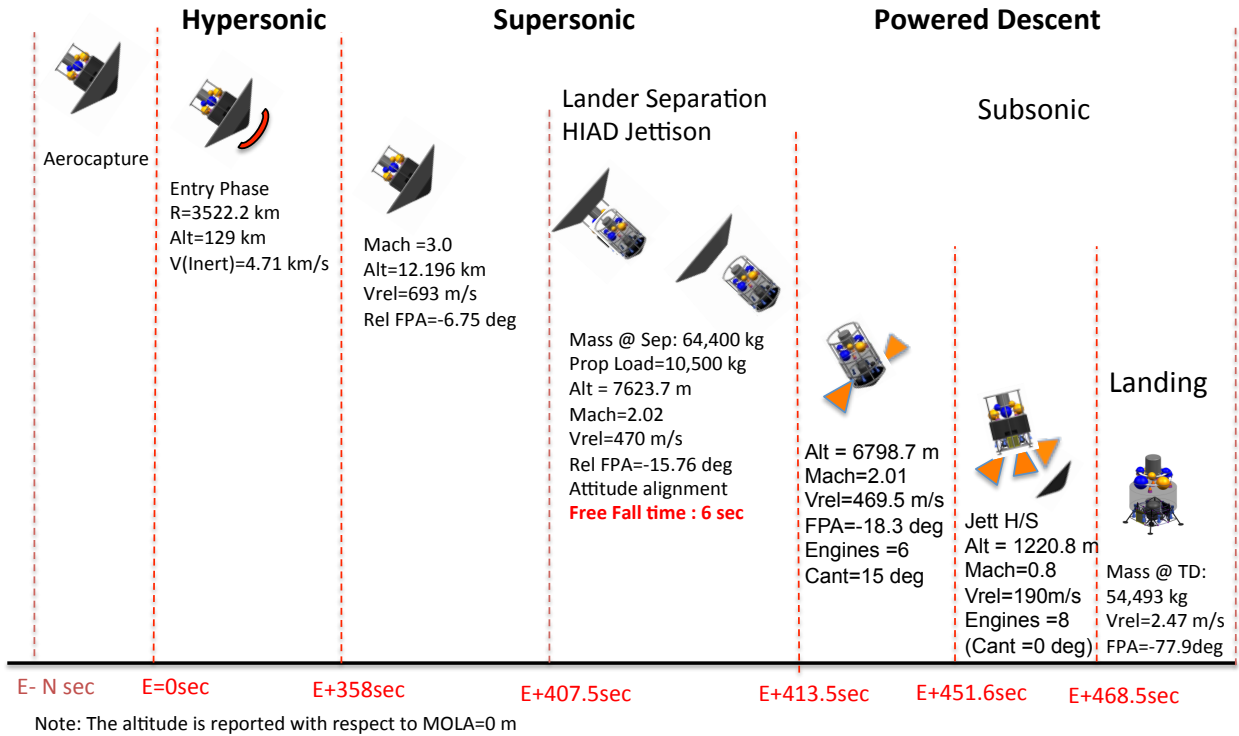 Hypersonic
Supersonic
Powered Descent
Aerocapture
Entry Phase
R=3522.2 km
Alt=129 km
V(Inert)=4.71 km/s
Mach =3.0
Alt=12.196 km
Vrel=693 m/s
Rel FPA=-6.75 deg
Lander Separation
HIAD Jettison
Mass @ Sep: 64,400 kg
Prop Load=10,500 kg
Alt = 7623.7 m
Mach=2.02
Vrel=470 m/s
Rel FPA=-15.76 deg
Attitude alignment
Free Fall time : 6 sec
Subsonic
Alt = 6798.7 m
Mach=2.01
Vrel=469.5 m/s
FPA=-18.3 deg
Engines =6
Cant=15 deg
Jett H/S
Alt = 1220.8 m
Mach=0.8
Vrel=190m/s
Engines =8
(Cant =0 deg)
Landing
Mass @ TD:
54,493 kg
Vrel=2.47 m/s
FPA=-77.9deg
E- N sec
E=0sec
E+358sec
E+407.5sec
E+413.5sec
E+451.6sec
E+468.5sec
Note: The altitude is reported with respect to MOLA=0 m